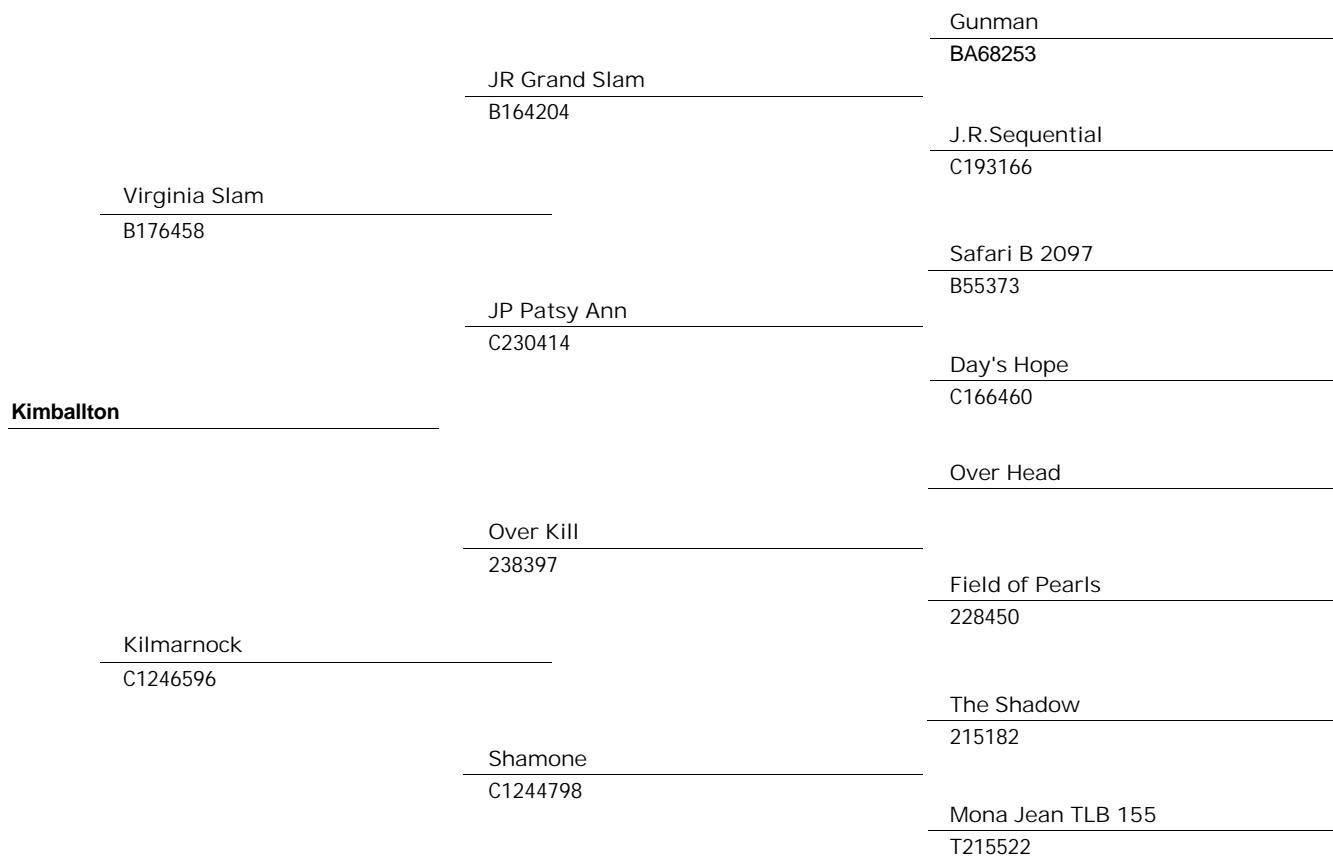 Gunman
BA68253
JR Grand Slam
B164204
J.R.Sequential
C193166
Virginia Slam
B176458
Safari B 2097
B55373
JP Patsy Ann
C230414
Day's Hope
C166460
Kimballton
Over Head
Over Kill
238397
Field of Pearls
228450
Kilmarnock
C1246596
The Shadow
215182
Shamone
C1244798
Mona Jean TLB 155
T215522